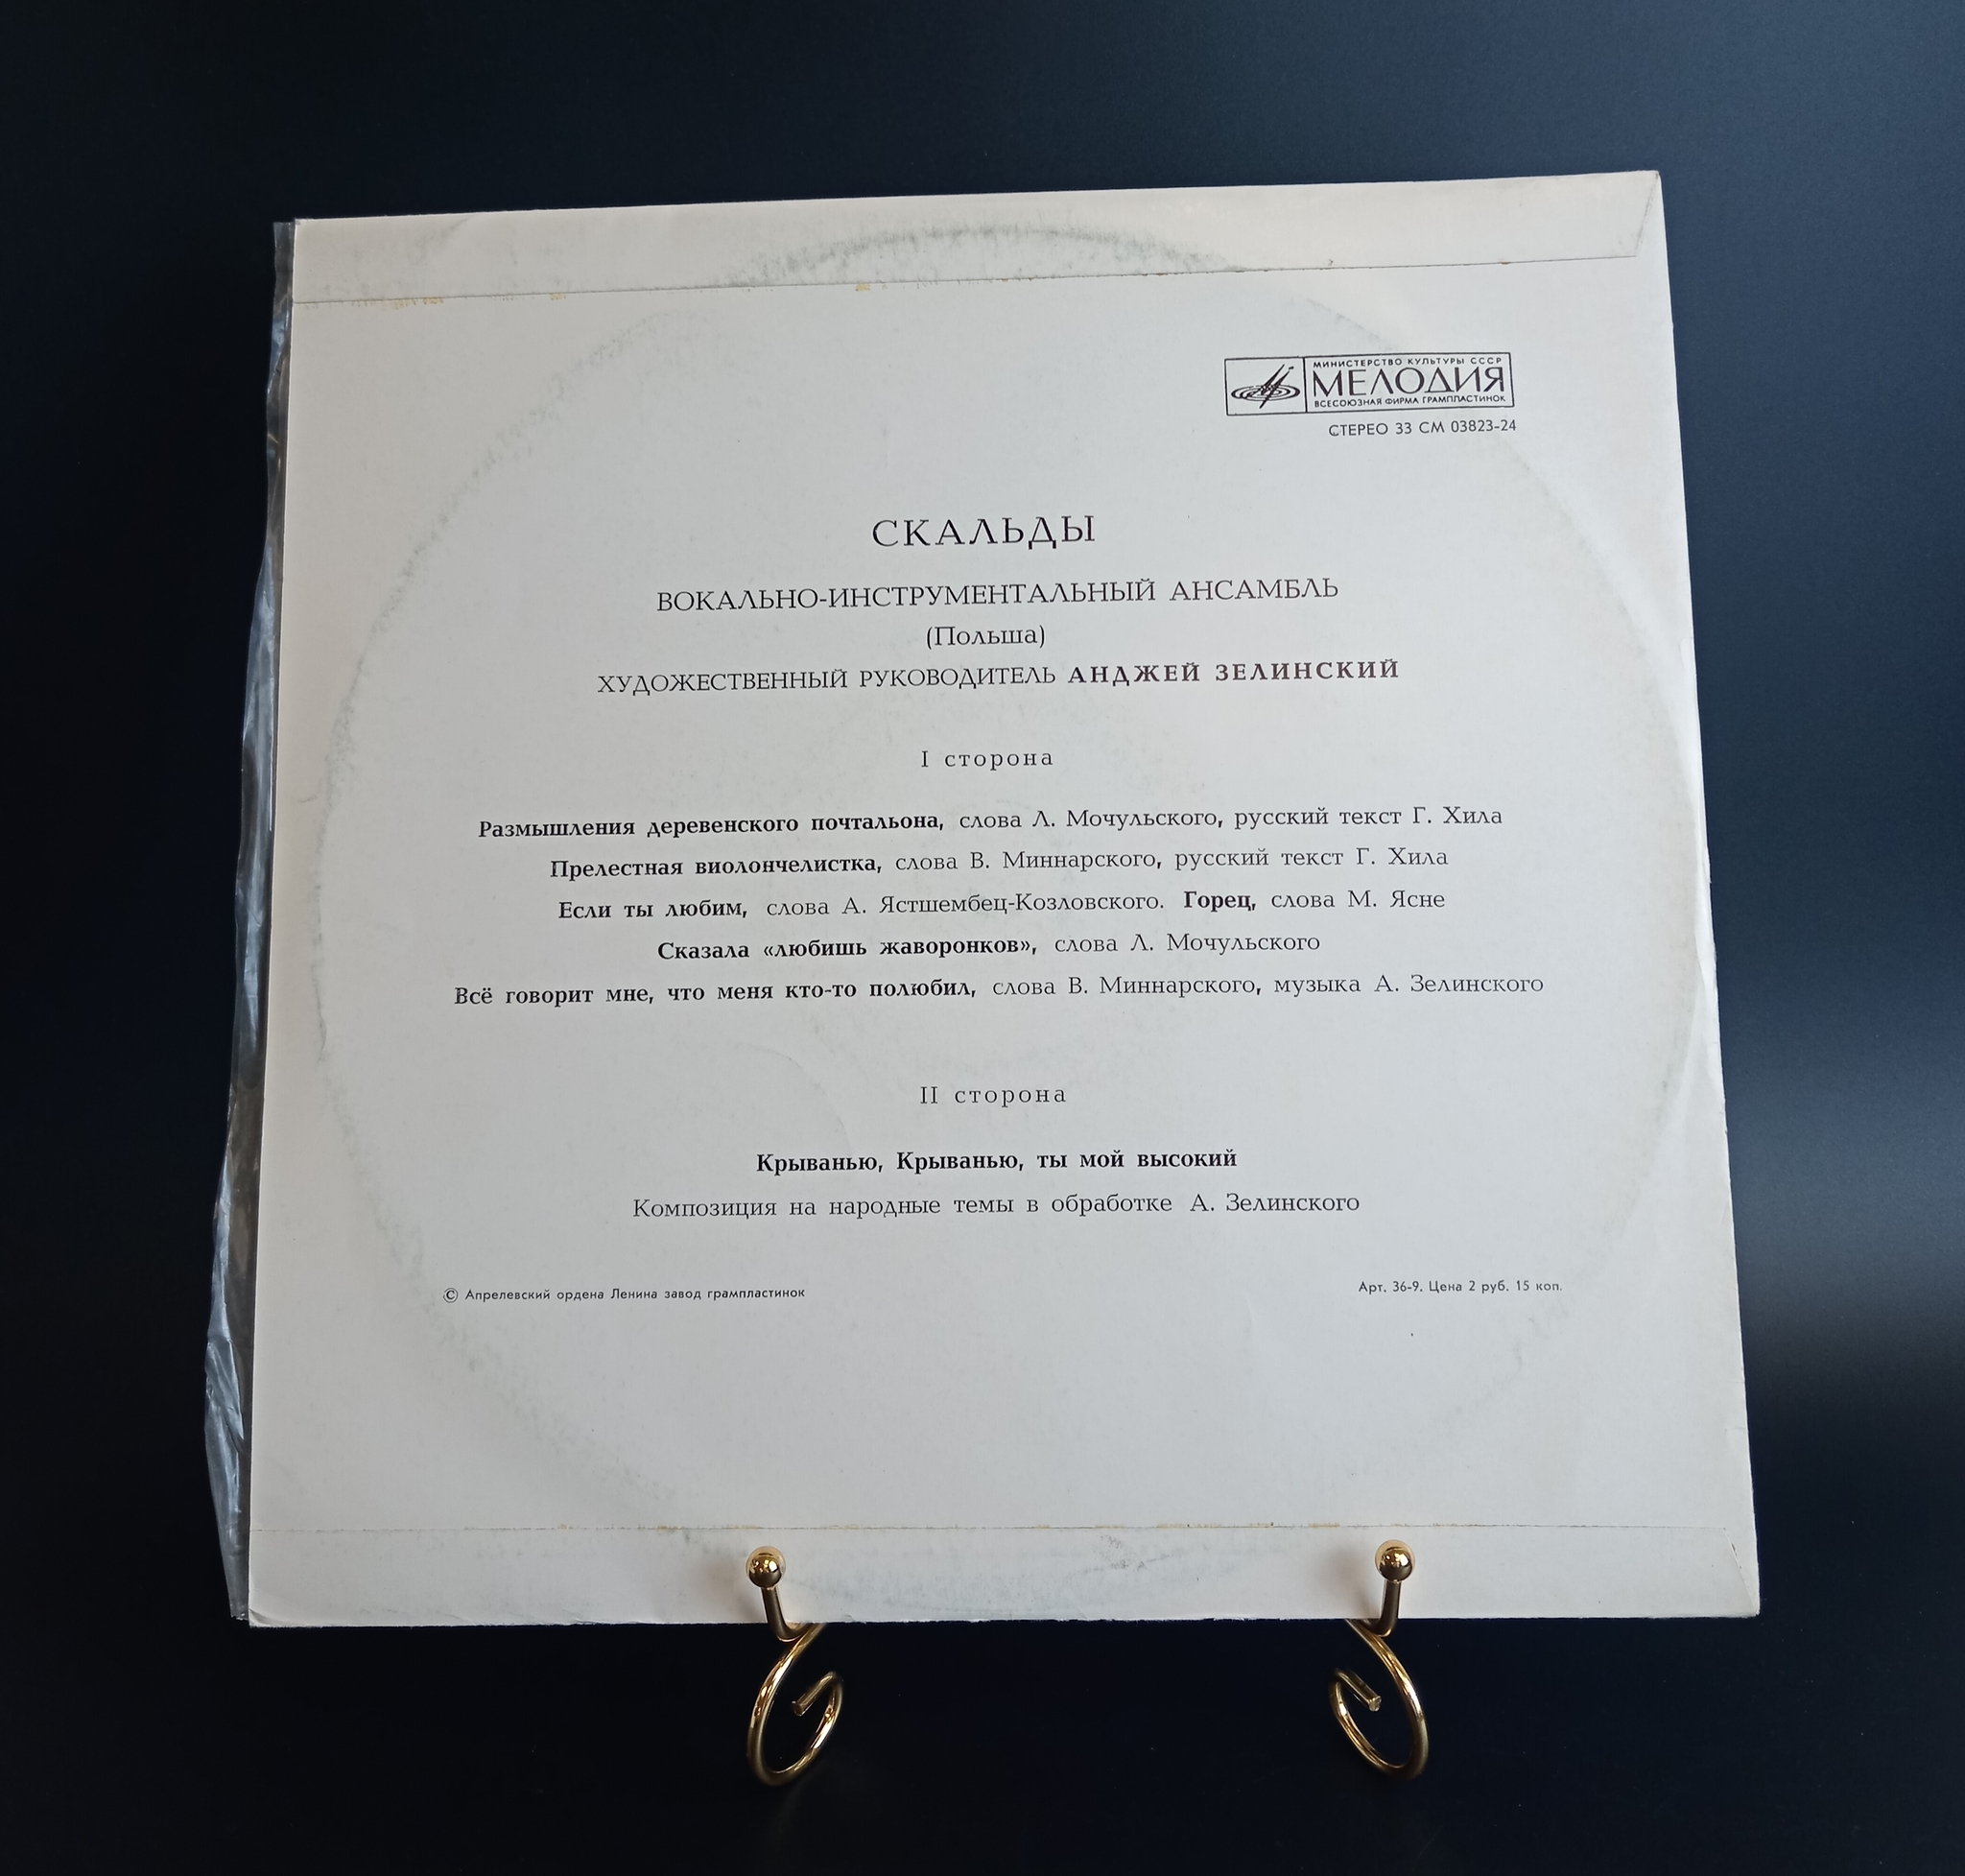 МИНИСТЕРСТВО КУЛЬТУРЫ СССР
МЕЛОДИЯ
ВСЕСОЮЗНАЯ ФИРМА ГРАМПЛАСТИНОК
СТЕРЕО 33 СМ 03823-24
СКАЛЬДЫ
ВОКАЛЬНО-ИНСТРУМЕНТАЛЬНЫЙ АНСАМБЛЬ
(Польша)
ХУДОЖЕСТВЕННЫЙ РУКОВОДИТЕЛЬ АНДЖЕЙ ЗЕЛИНСКИЙ
I сторона
Размышления деревенского почтальона, слова Л. Мочульского, русский текст Г. Хила
Прелестная виолончелистка, слова В. Миннарского, русский текст Г. Хила
Если ты любим, слова А. Ястшембец-Козловского. Горец, слова М. Ясне
Сказала «любишь жаворонков», слова Л. Мочульского
Всё говорит мне, что меня кто-то полюбил, слова В. Миннарского, музыка А. Зелинского
II сторона
Крыванью, Крыванью, ты мой высокий
Композиция на народные темы в обработке А. Зелинского
© Апрелевский ордена Ленина завод грампластинок
Арт. 36-9. Цена 2 руб. 15 коп.